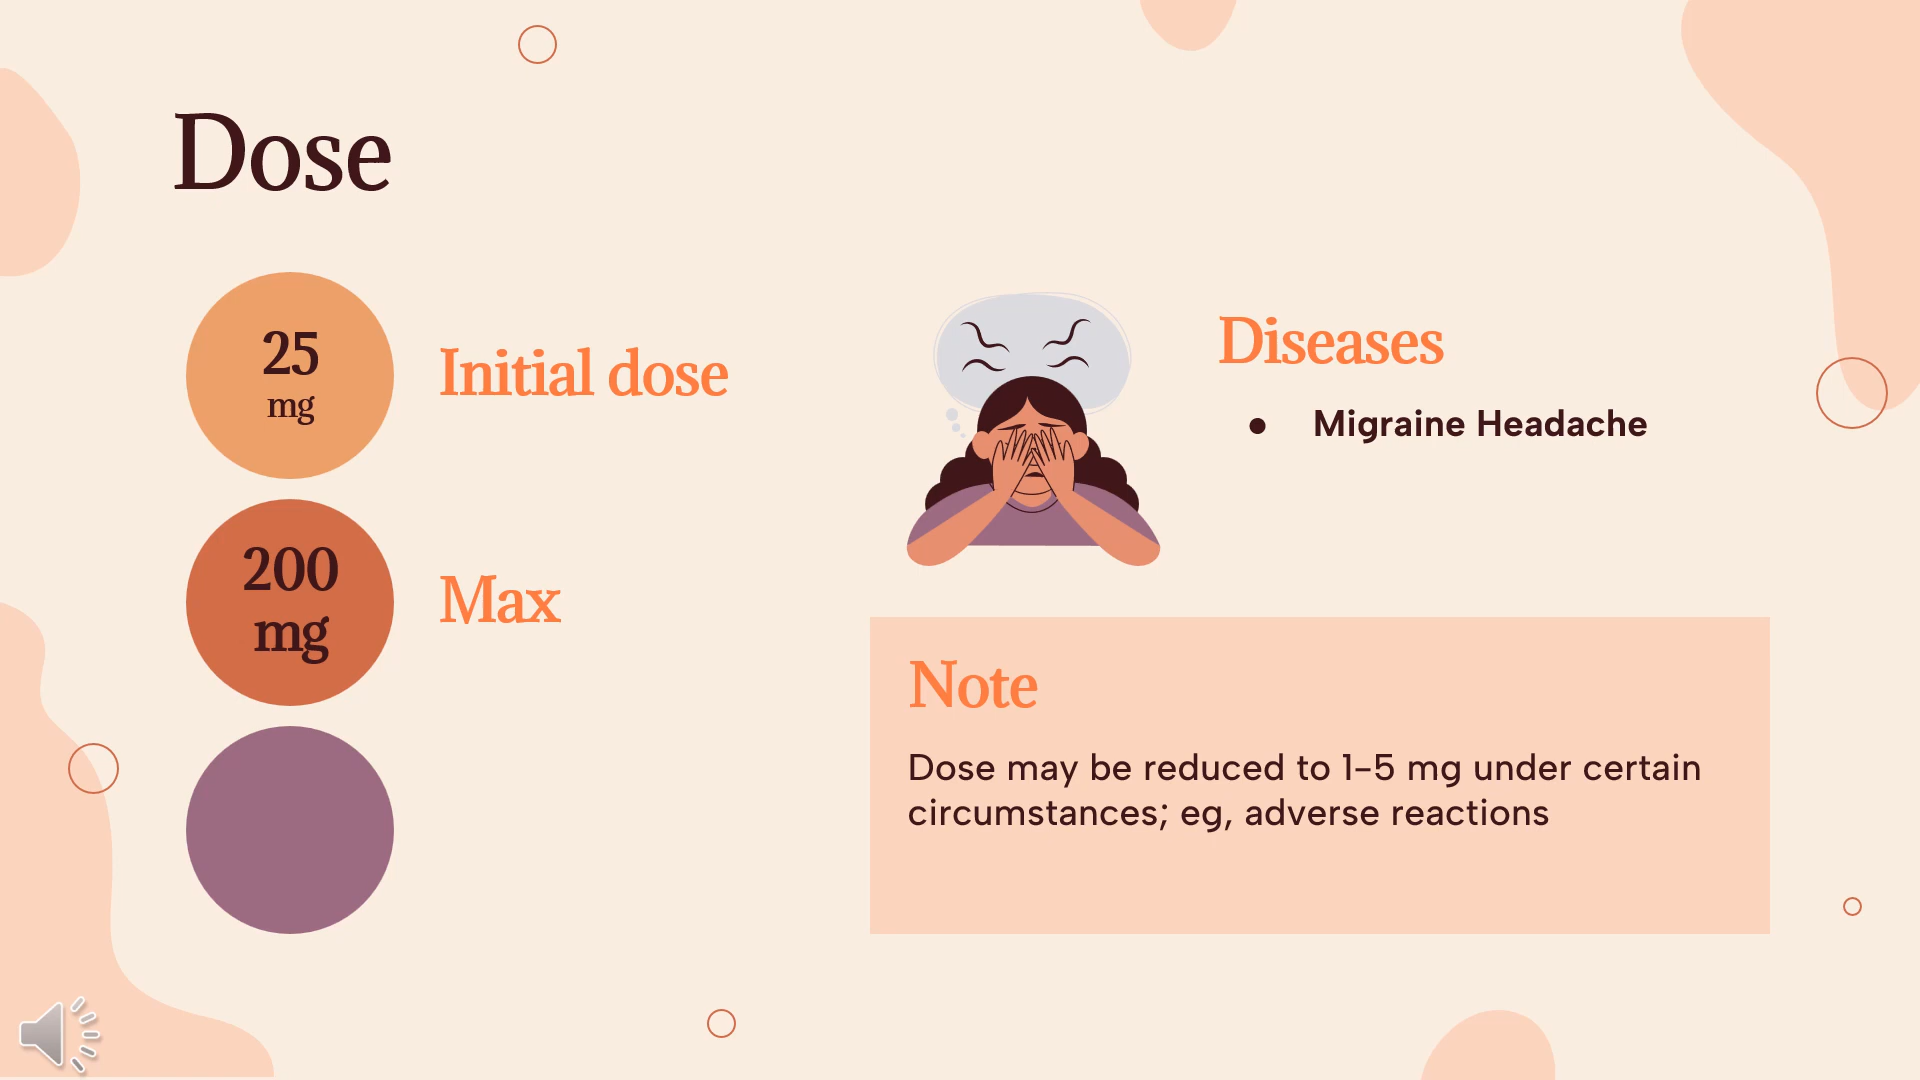 Dose
25
mg
Initial dose
200
mg
Max
Diseases
● Migraine Headache
Note
Dose may be reduced to 1–5 mg under certain
circumstances; eg, adverse reactions